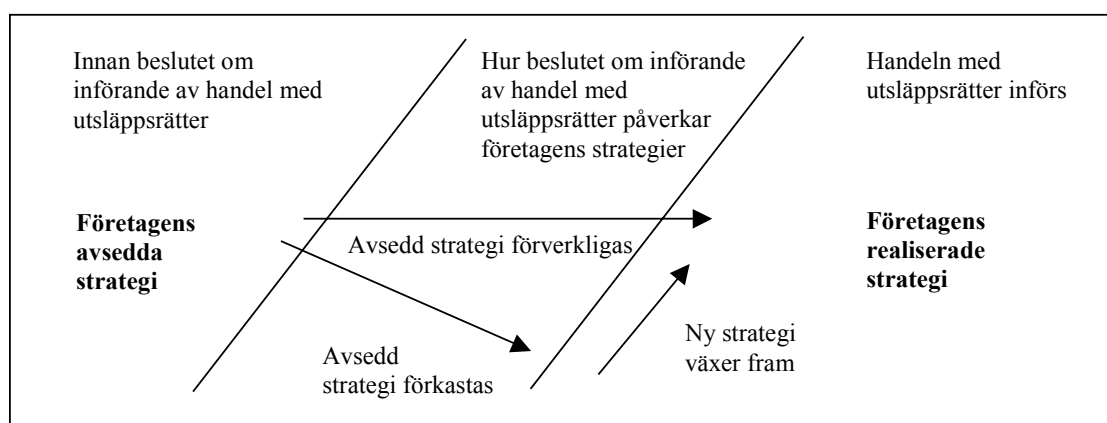 Innan beslutet om
införande av handel med
utsläppsrätter
Hur beslutet om införande
av handel med
utsläppsrätter påverkar
företagens strategier
Handeln med
utsläppsrätter införs
Företagens
avsedda
strategi
Avsedd strategi förverkligas
Företagens
realiserade
strategi
Avsedd
strategi förkastas
Ny strategi
växer fram